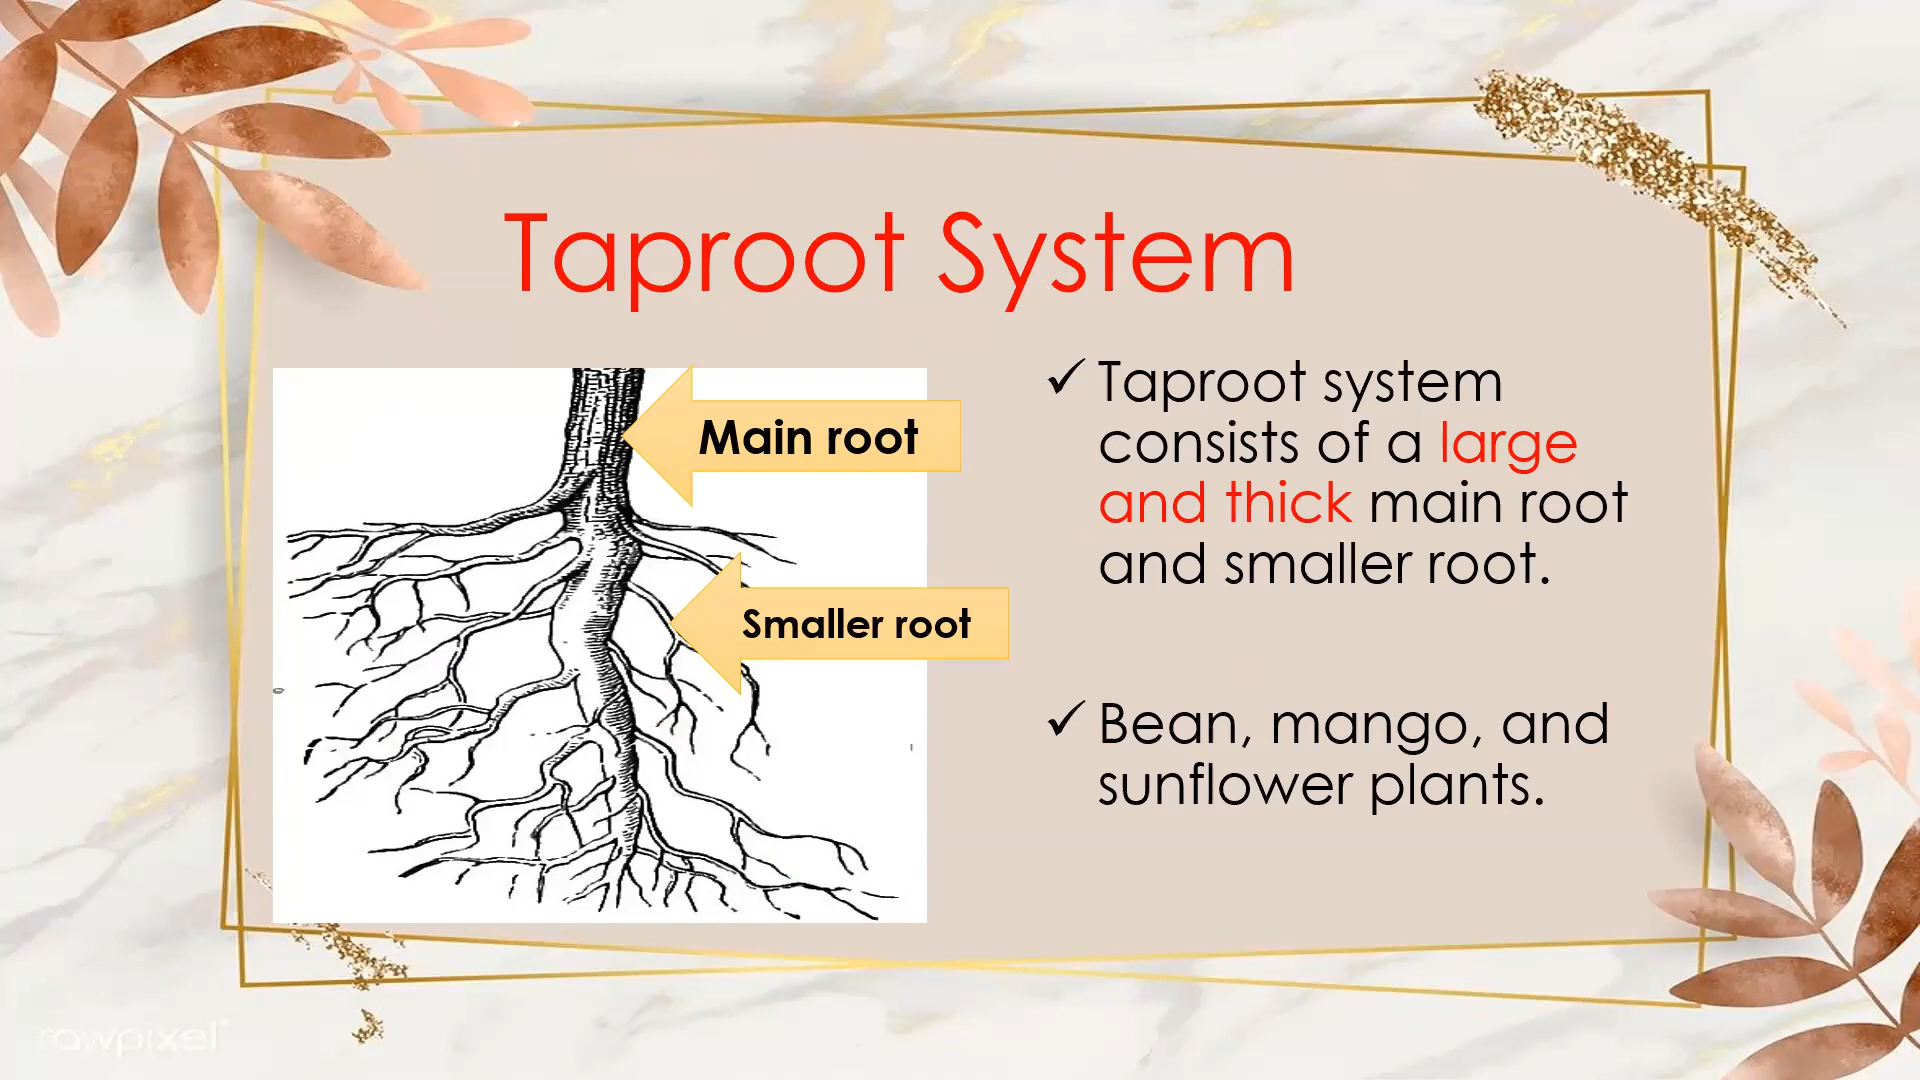 Taproot System
Main root
Smaller root
✓ Taproot system
consists of a large
and thick main root
and smaller root.
✓ Bean, mango, and
sunflower plants.
rawpixel